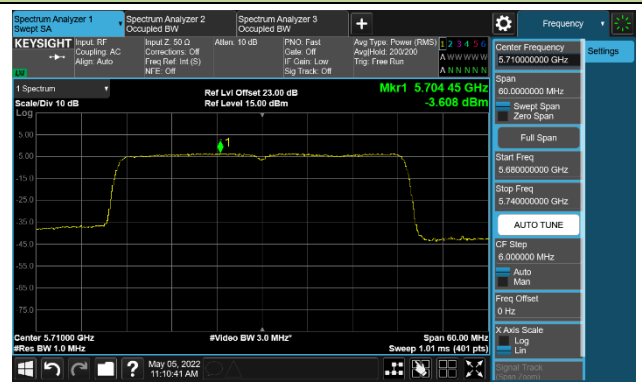 Spectrum Analyzer 1
Swept SA
Spectrum Analyzer 2
Occupied BW
Spectrum Analyzer 3
Occupied BW
Frequency
KEYSIGHT
Input: RF
Coupling: AC
Align: Auto
Input Z: 50 Ω
Corrections: Off
Freq Ref: Int (S)
NFE: Off
Atten: 10 dB
PNO: Fast
Gate: Off
IF Gain: Low
Sig Track: Off
Avg Type: Power (RMS)
Avg|Hold: 200/200
Trig: Free Run
1 2 3 4 5 6
A W W W W W
A N N N N N
LXI
1 Spectrum
Scale/Div 10 dB
Log
Ref Lvl Offset 23.00 dB
Ref Level 15.00 dBm
Mkr1 5.704 45 GHz
-3.608 dBm
1
5.00
-5.00
-15.0
-25.0
-35.0
-45.0
-55.0
-65.0
-75.0
Center 5.71000 GHz
#Res BW 1.0 MHz
#Video BW 3.0 MHz*
Span 60.00 MHz
Sweep 1.01 ms (401 pts)
Center Frequency
5.710000000 GHz
Settings
Span
60.0000000 MHz
Swept Span
Zero Span
Full Span
Start Freq
5.680000000 GHz
Stop Freq
5.740000000 GHz
AUTO TUNE
CF Step
6.000000 MHz
Auto
Man
Freq Offset
0 Hz
X Axis Scale
Log
Lin
Signal Track
(Span Zoom)
?
May 05, 2022
11:10:41 AM